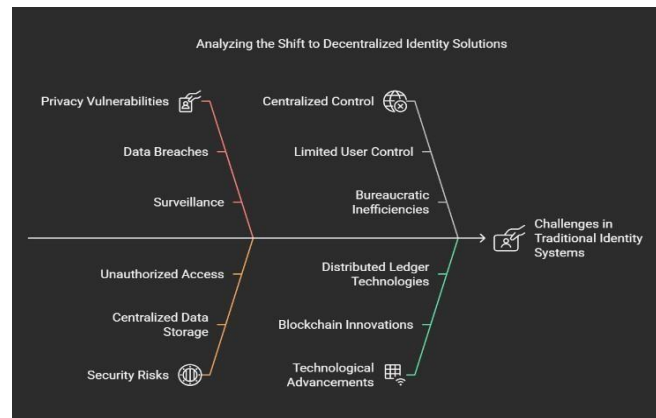 Analyzing the Shift to Decentralized Identity Solutions
Privacy Vulnerabilities
Data Breaches
Surveillance
Centralized Control
Limited User Control
Bureaucratic
Inefficiencies
Challenges in
Traditional Identity
Systems
Unauthorized Access
Centralized Data
Storage
Security Risks
Distributed Ledger
Technologies
Blockchain Innovations
Technological
Advancements